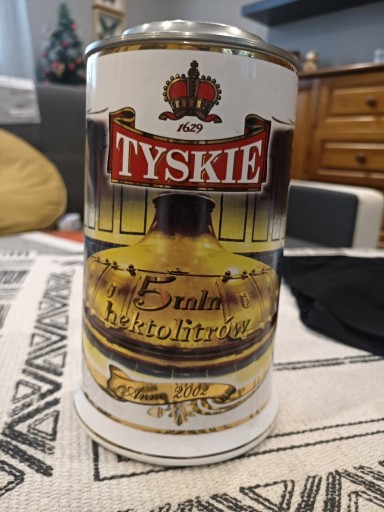 1629
TYSKIE
5 mln
hektolitrów
Anno 2002